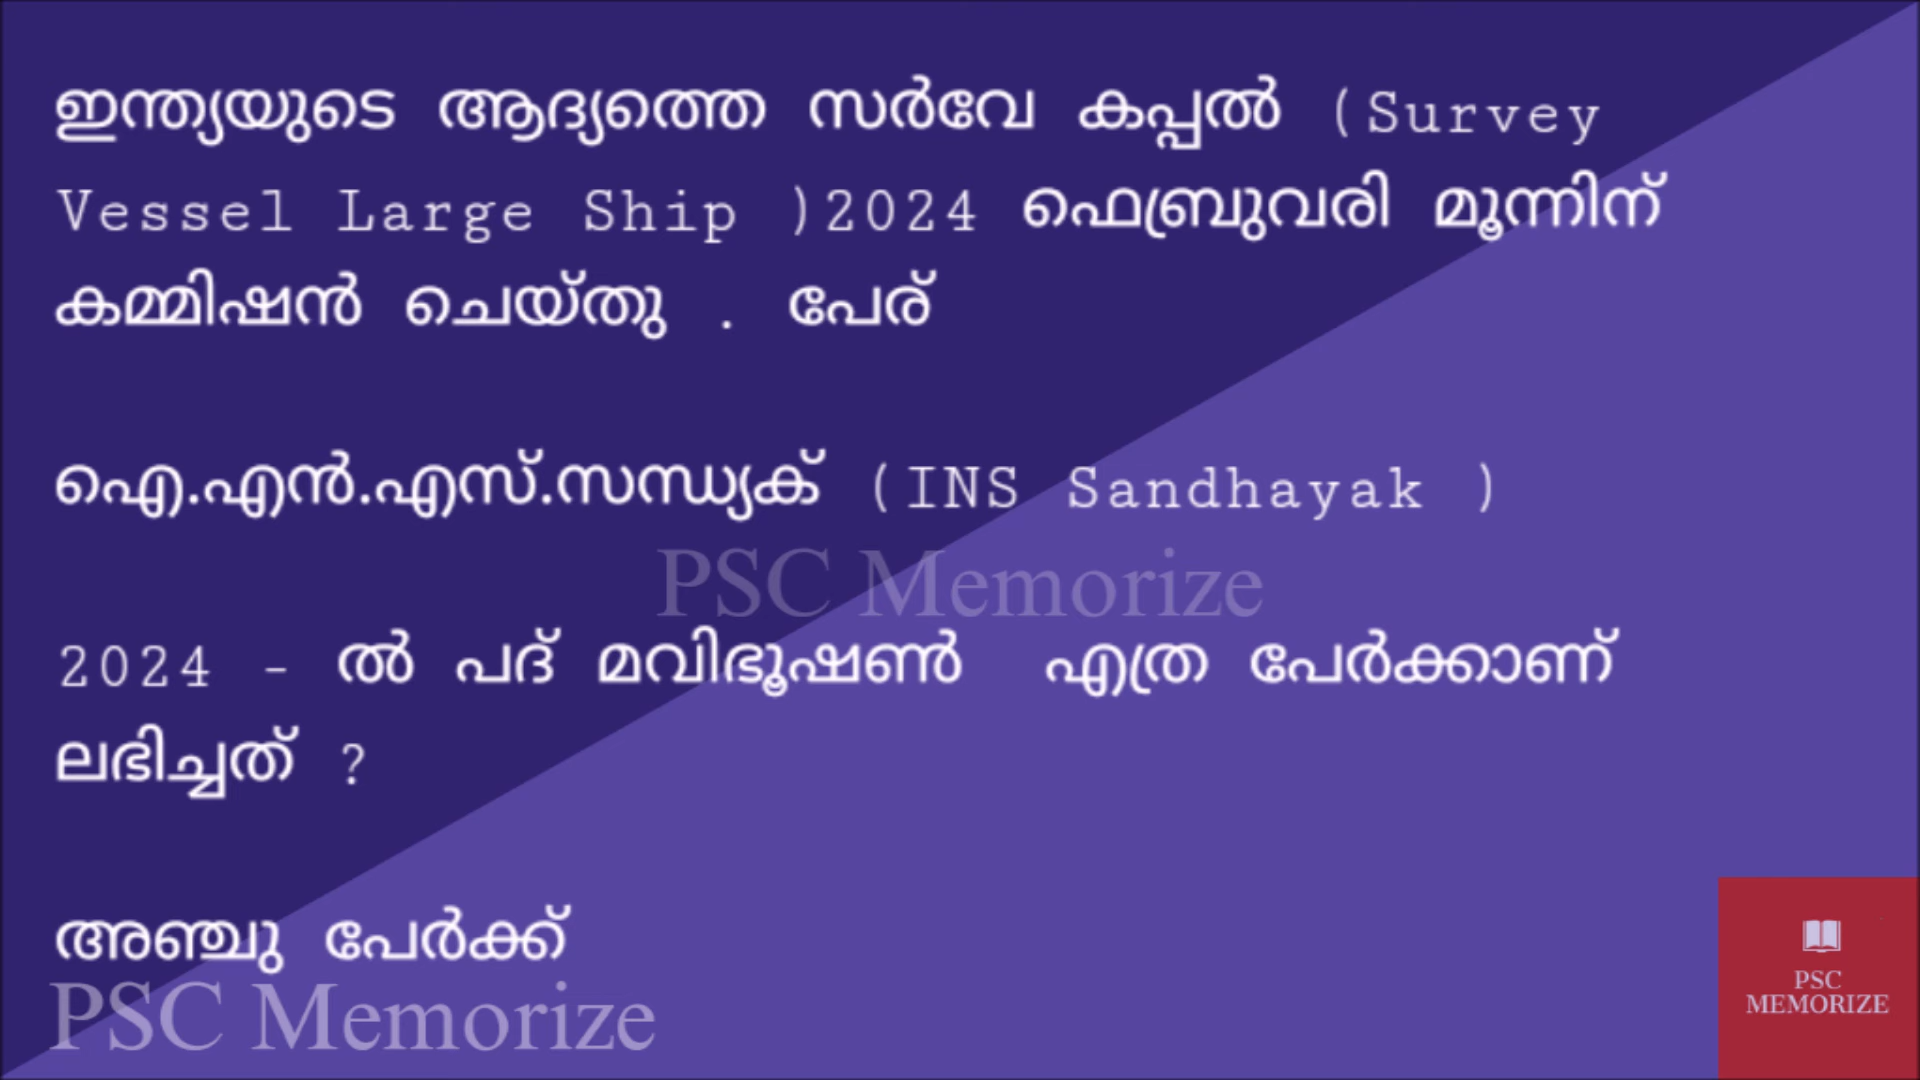 ഇന്ത്യയുടെ ആദ്യത്തെ സർവേ കപ്പൽ (Survey
Vessel Large Ship )2024 ഫെബ്രുവരി മൂന്നിന്
കമ്മിഷൻ ചെയ്തു . പേര്
ഐ.എൻ.എസ്.സന്ധ്യക് (INS Sandhayak )
PSC Memorize
2024 - ൽ പദ് മവിഭൂഷൺ എത്ര പേർക്കാണ്
ലഭിച്ചത് ?
അഞ്ചു പേർക്ക്
PSC Memorize
PSC
MEMORIZE